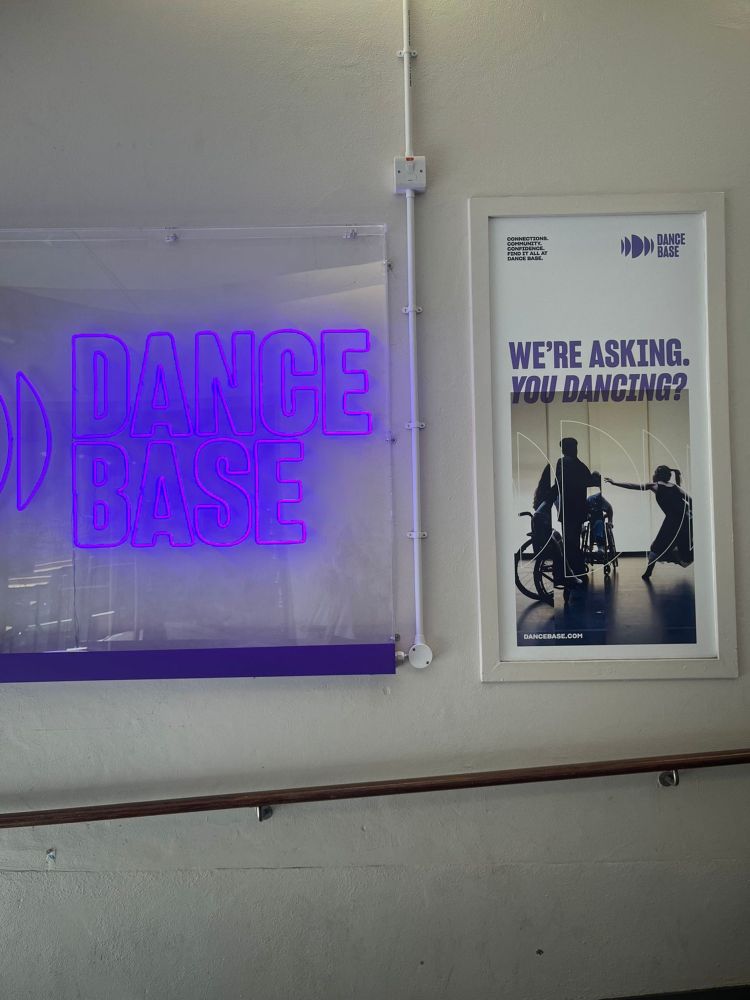 DANCE
BASE
CONNECTIONS.
COMMUNITY.
CONFIDENCE.
FIND IT ALL AT
DANCE BASE.
DANCE
BASE
WE'RE ASKING.
YOU DANCING?
DANCEBASE.COM